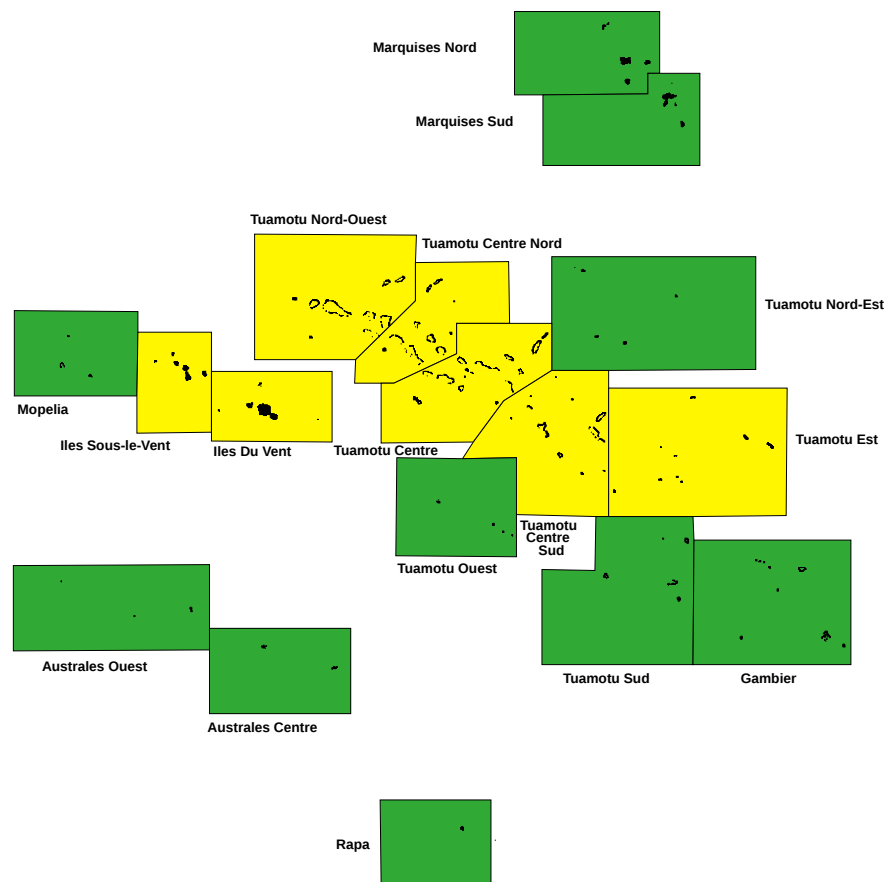 Marquises Nord
Marquises Sud
Tuamotu Nord-Ouest
Tuamotu Centre Nord
Tuamotu Nord-Est
Mopelia
Iles Sous-le-Vent
Iles Du Vent
Tuamotu Centre
Tuamotu Est
Tuamotu
Centre
Sud
Tuamotu Ouest
Australes Ouest
Tuamotu Sud
Gambier
Australes Centre
Rapa